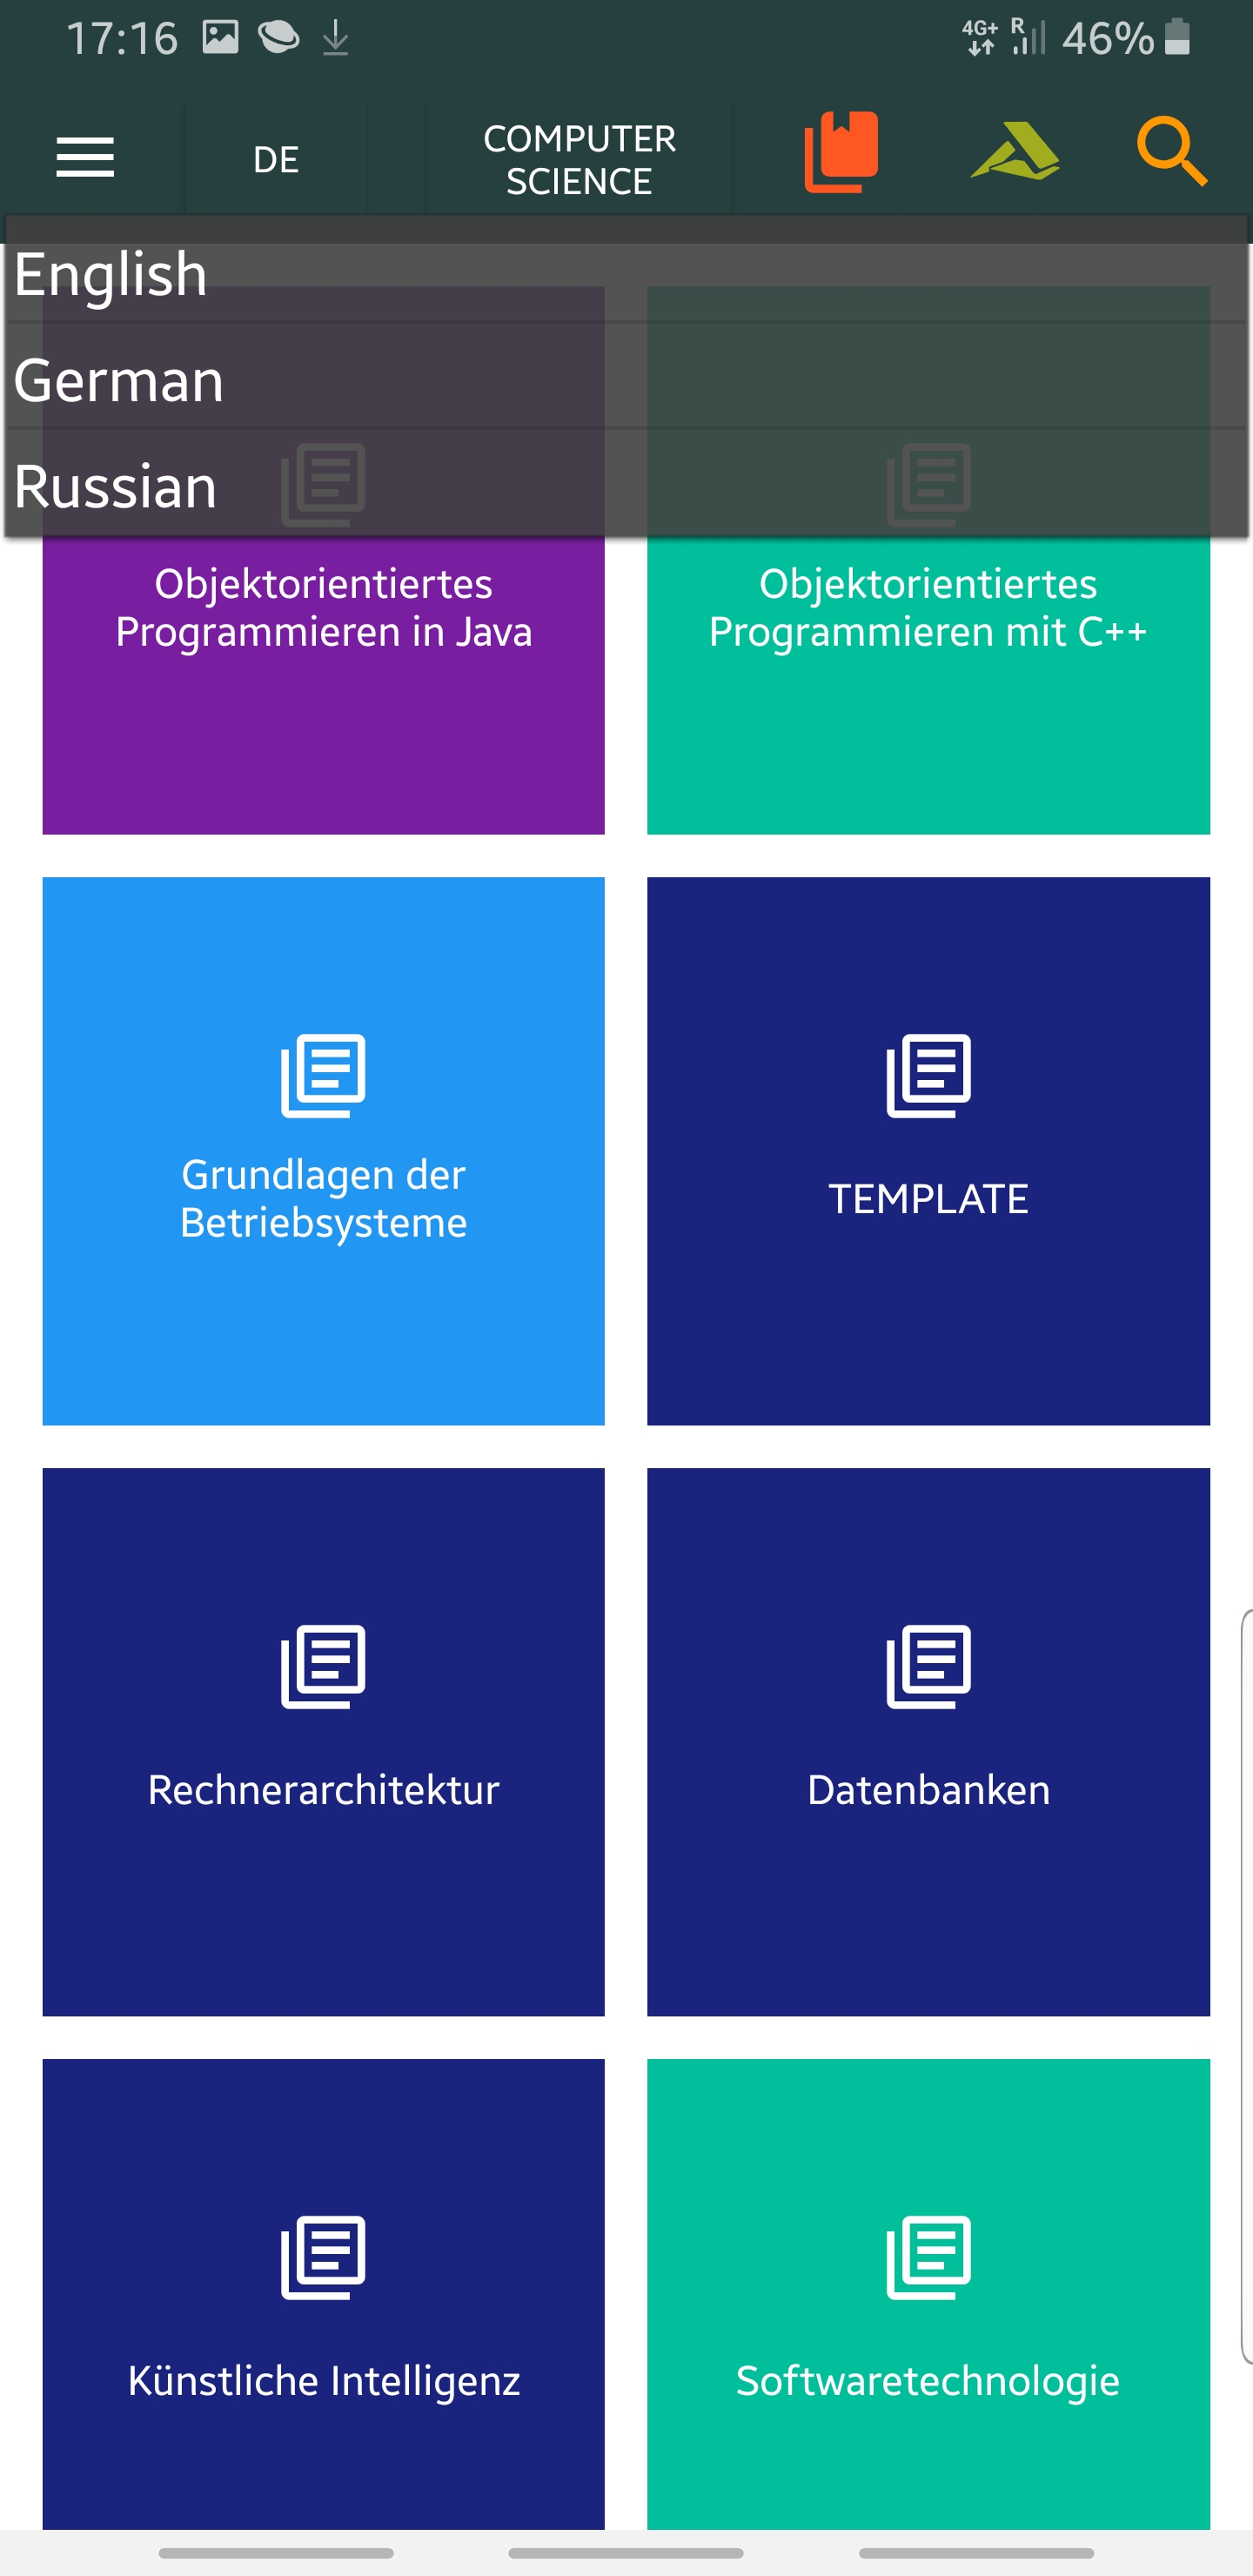 17:16
4G+ R 46%
DE
COMPUTER
SCIENCE
English
German
Russian
Objektorientiertes
Programmieren in Java
Objektorientiertes
Programmieren mit C++
Grundlagen der
Betriebsysteme
TEMPLATE
Rechnerarchitektur
Datenbanken
Künstliche Intelligenz
Softwaretechnologie